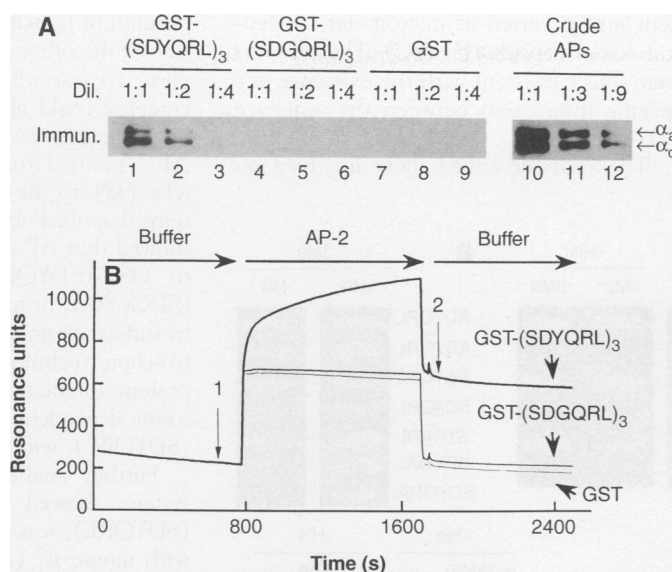 A
GST- GST- Crude
(SDYQRL)3 (SDGQRL)3 GST APs
Dil. 1:1 1:2 1:4 1:1 1:2 1:4 1:1 1:2 1:4 1:1 1:3 1:9
Immun. ←αa
←αc
1 2 3 4 5 6 7 8 9 10 11 12
Buffer AP-2 Buffer
B
Resonance units
1000
800
600
400
200
0
1
2
GST-(SDYQRL)3
GST-(SDGQRL)3
GST
0 800 1600 2400
Time (s)